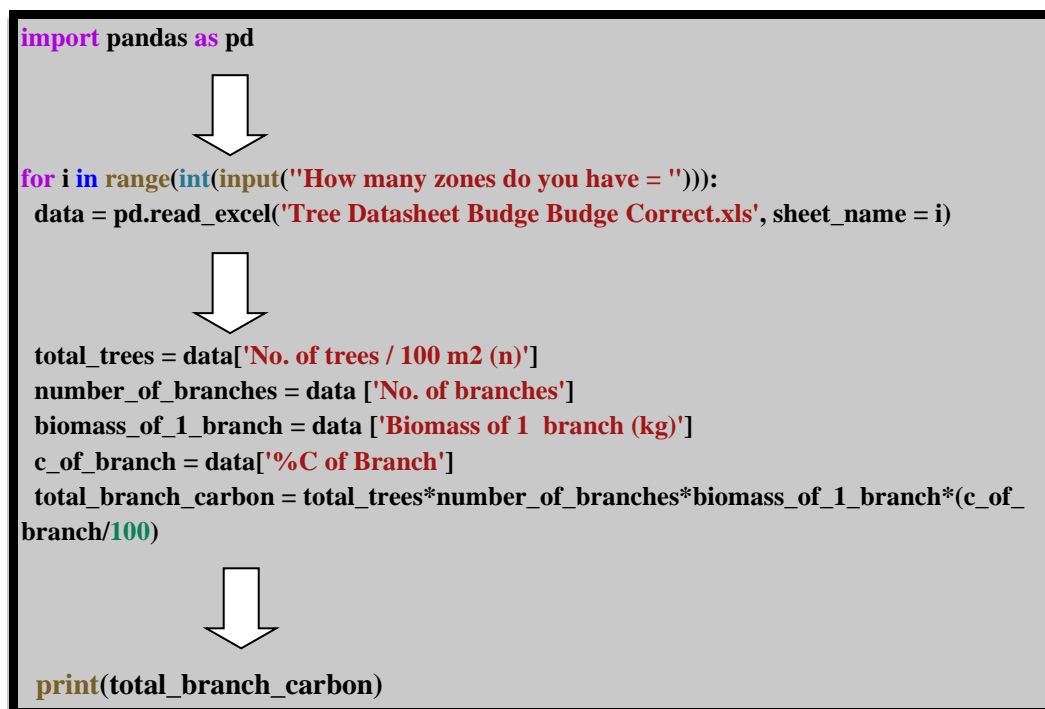 import pandas as pd
for i in range(int(input("How many zones do you have = "))):
data = pd.read_excel('Tree Datasheet Budge Budge Correct.xls', sheet_name = i)
total_trees = data['No. of trees / 100 m2 (n)']
number_of_branches = data ['No. of branches']
biomass_of_1_branch = data ['Biomass of 1  branch (kg)']
c_of_branch = data['%C of Branch']
total_branch_carbon = total_trees*number_of_branches*biomass_of_1_branch*(c_of_
branch/100)
print(total_branch_carbon)